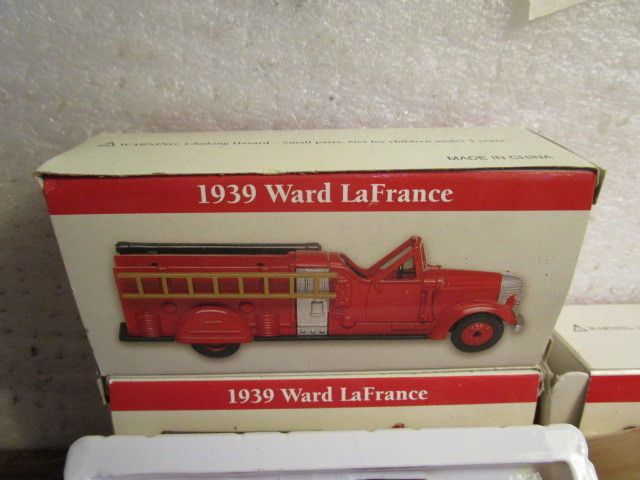 WARNING: Choking Hazard - Small parts. Not for children under 3 years.
MADE IN CHINA
1939 Ward LaFrance
1939 Ward LaFrance
WARNING: